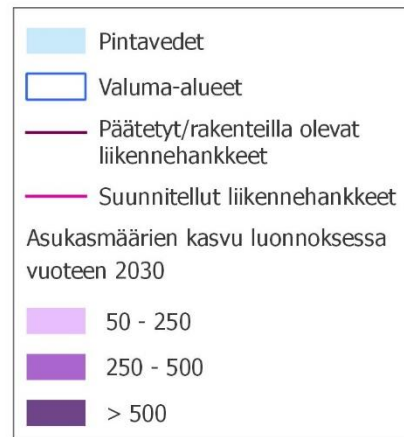 Pintavedet
Valuma-alueet
Päätetyt/rakenteilla olevat
liikennehankkeet
Suunnitellut liikennehankkeet
Asukasmäärien kasvu luonnoksessa
vuoteen 2030
50 - 250
250 - 500
> 500